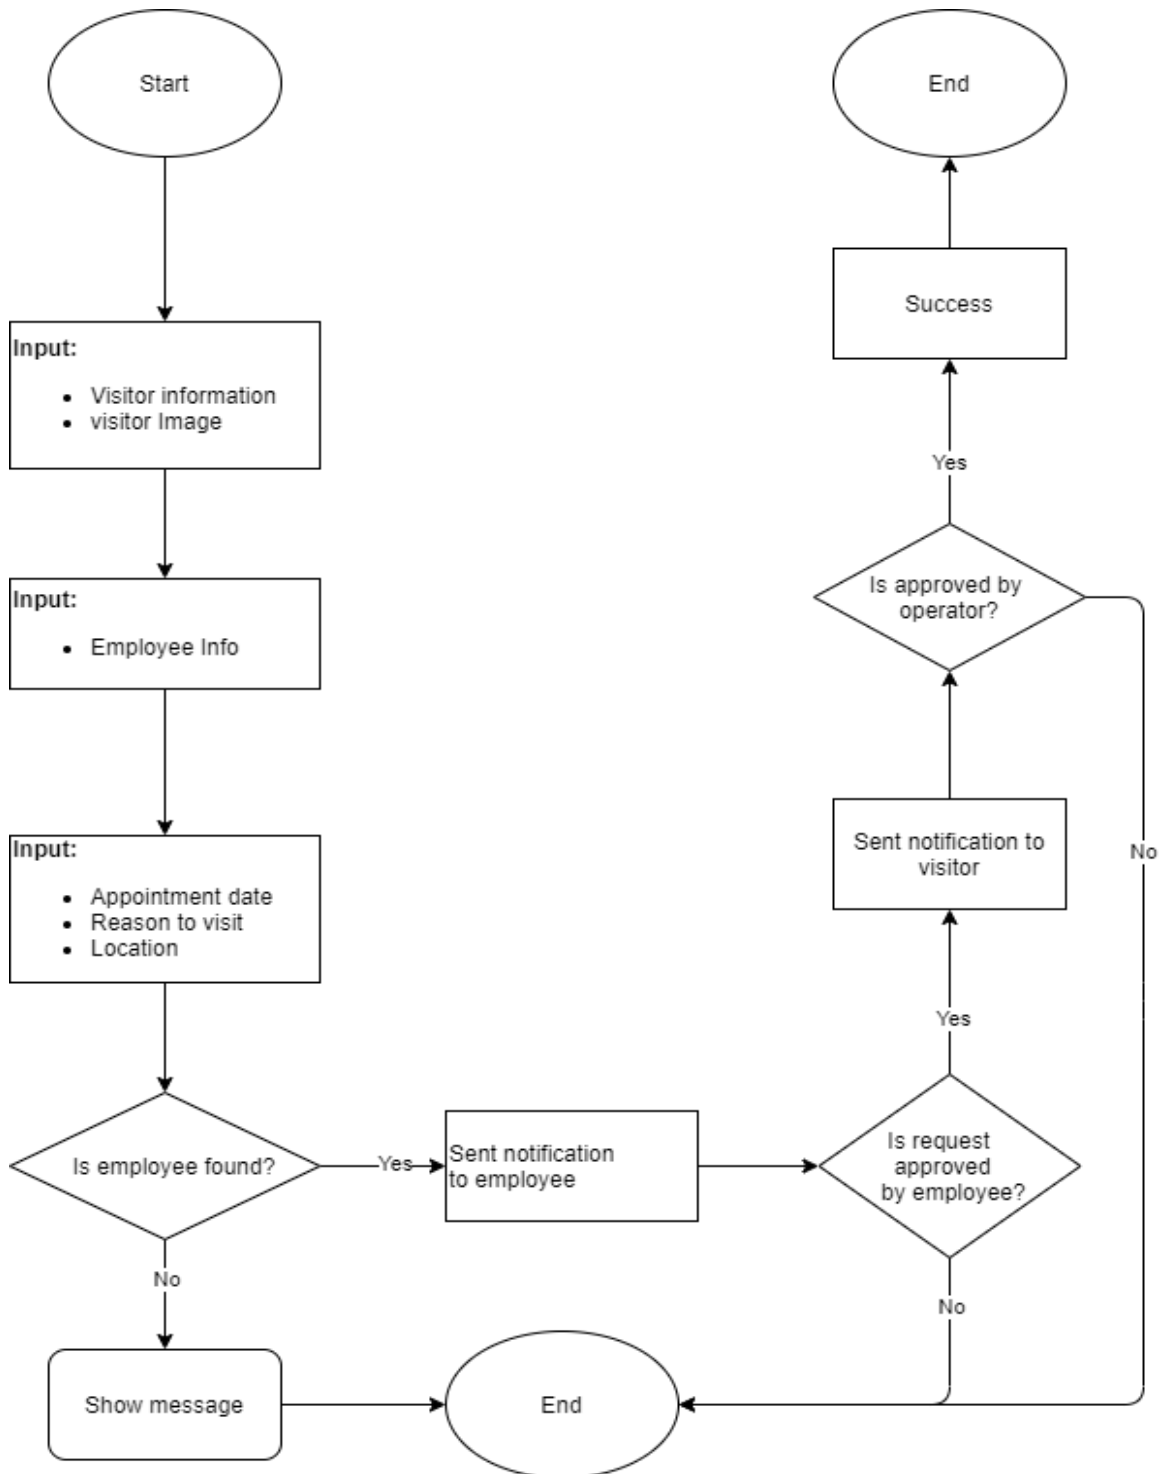 Start
Input:
• Visitor information
• visitor Image
Input:
• Employee Info
Input:
• Appointment date
• Reason to visit
• Location
Is employee found?
Yes
No
Show message
Sent notification
to employee
Is request
approved
by employee?
Yes
No
Sent notification to
visitor
Is approved by
operator?
Yes
No
Success
End
End